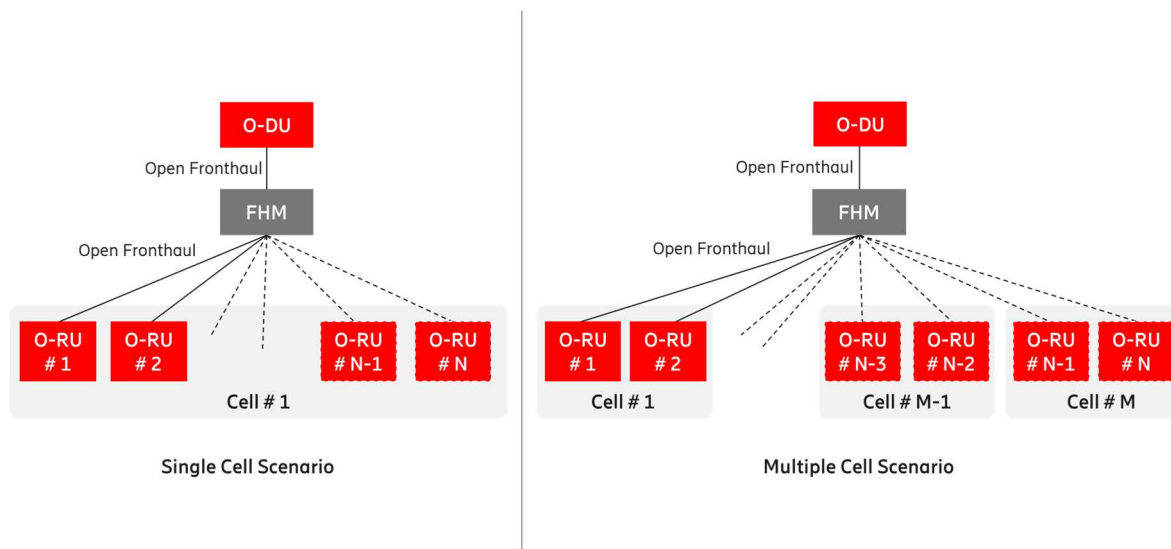 O-DU
Open Fronthaul
FHM
Open Fronthaul
O-RU
# 1
O-RU
# 2
O-RU
# N-1
O-RU
# N
Cell # 1
Single Cell Scenario
O-DU
Open Fronthaul
FHM
Open Fronthaul
O-RU
# 1
O-RU
# 2
O-RU
# N-3
O-RU
# N-2
O-RU
# N-1
O-RU
# N
Cell # 1
Cell # M-1
Cell # M
Multiple Cell Scenario